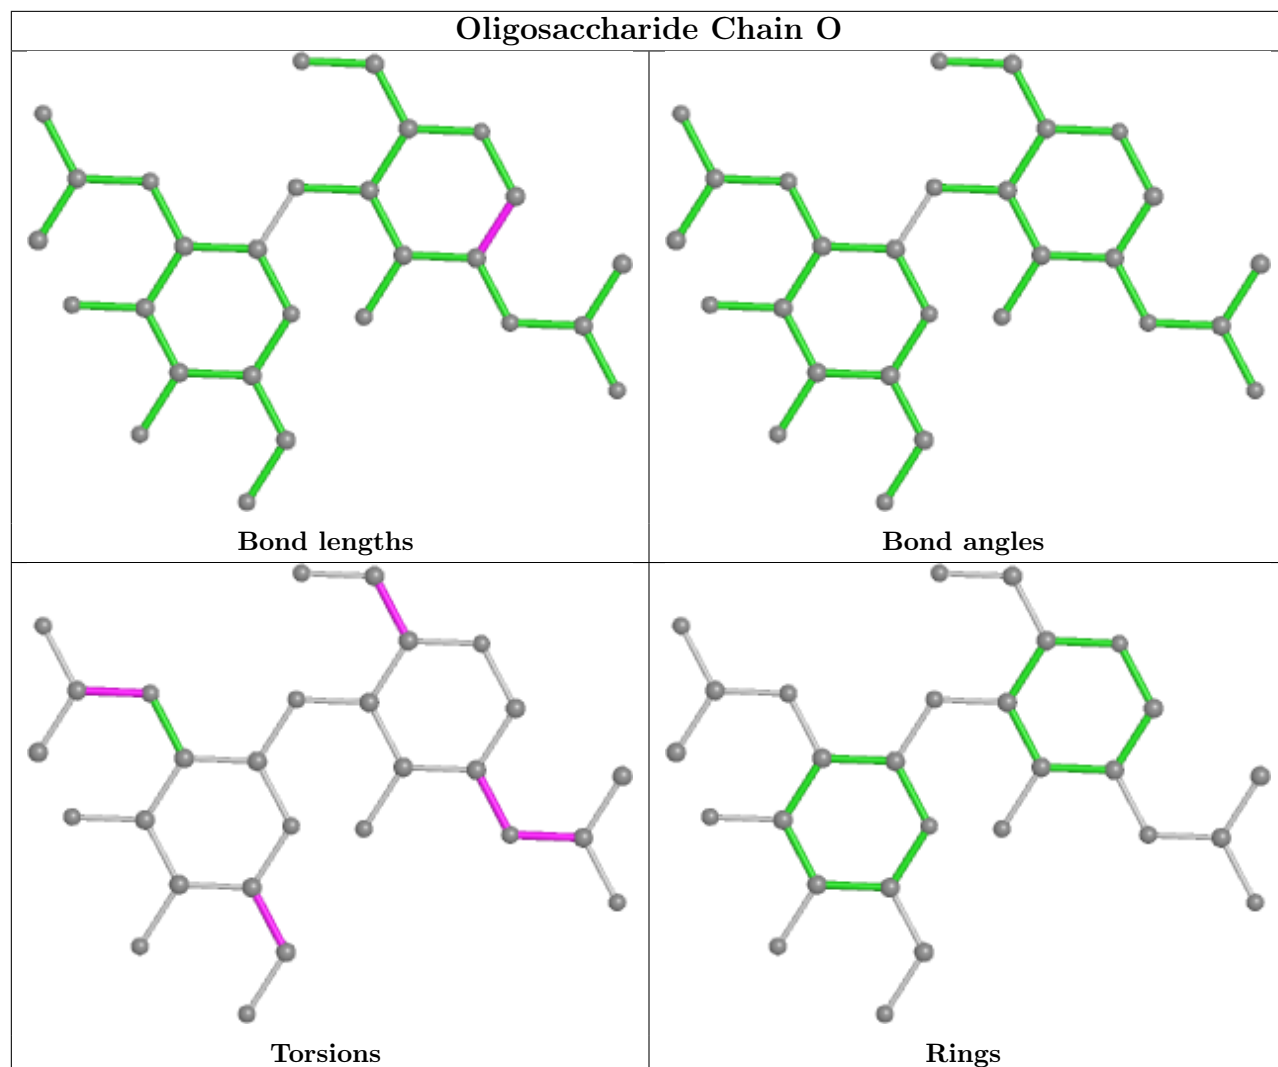 Oligosaccharide Chain O
Bond lengths
Bond angles
Torsions
Rings